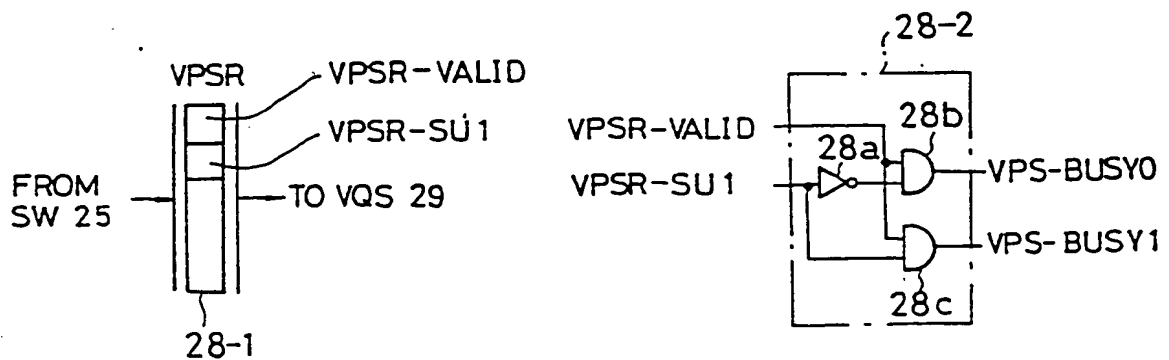 VPSR
VPSR-VALID
VPSR-SU1
FROM
SW 25
TO VQS 29
28-1
28-2
VPSR-VALID
28a
28b
VPSR-SU1
VPS-BUSY0
VPS-BUSY1
28c